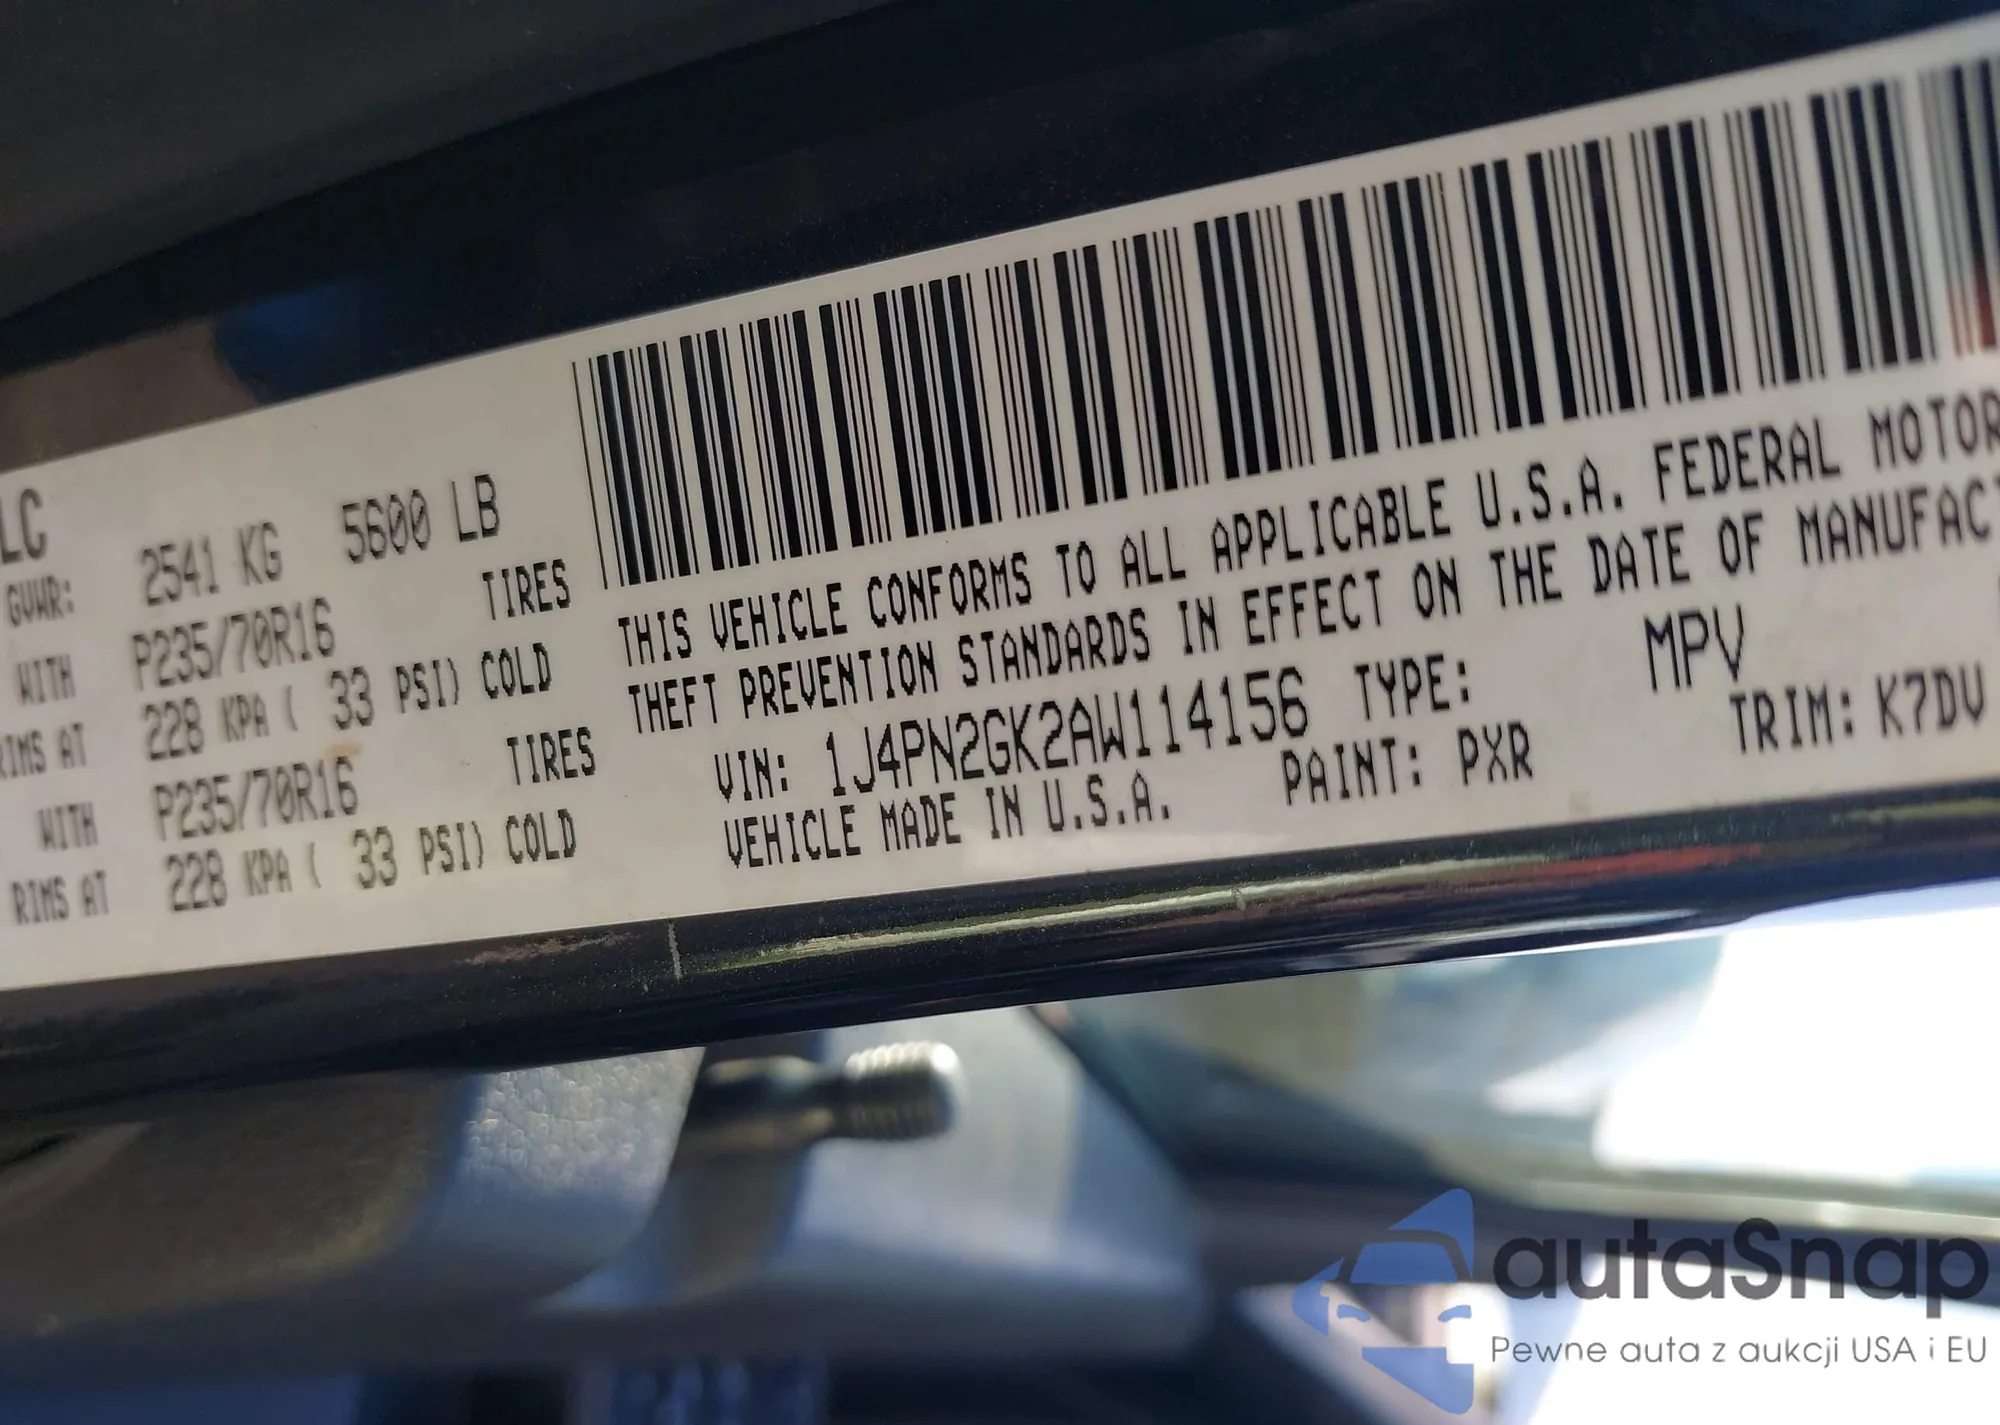 LC
GVWR: 2541 KG 5600 LB
WITH P235/70R16 TIRES
RIMS AT 228 KPA ( 33 PSI) COLD
WITH P235/70R16 TIRES
RIMS AT 228 KPA ( 33 PSI) COLD
THIS VEHICLE CONFORMS TO ALL APPLICABLE U.S.A. FEDERAL MOTOR
THEFT PREVENTION STANDARDS IN EFFECT ON THE DATE OF MANUFACT
VIN: 1J4PN2GK2AW114156 TYPE: MPV
VEHICLE MADE IN U.S.A. PAINT: PXR TRIM: K7DV
autaSnap
Pewne auta z aukcji USA i EU